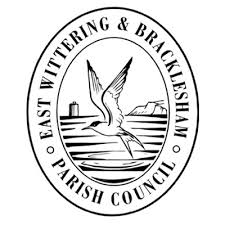 EAST WITTERING & BRACKLESHAM
PARISH COUNCIL